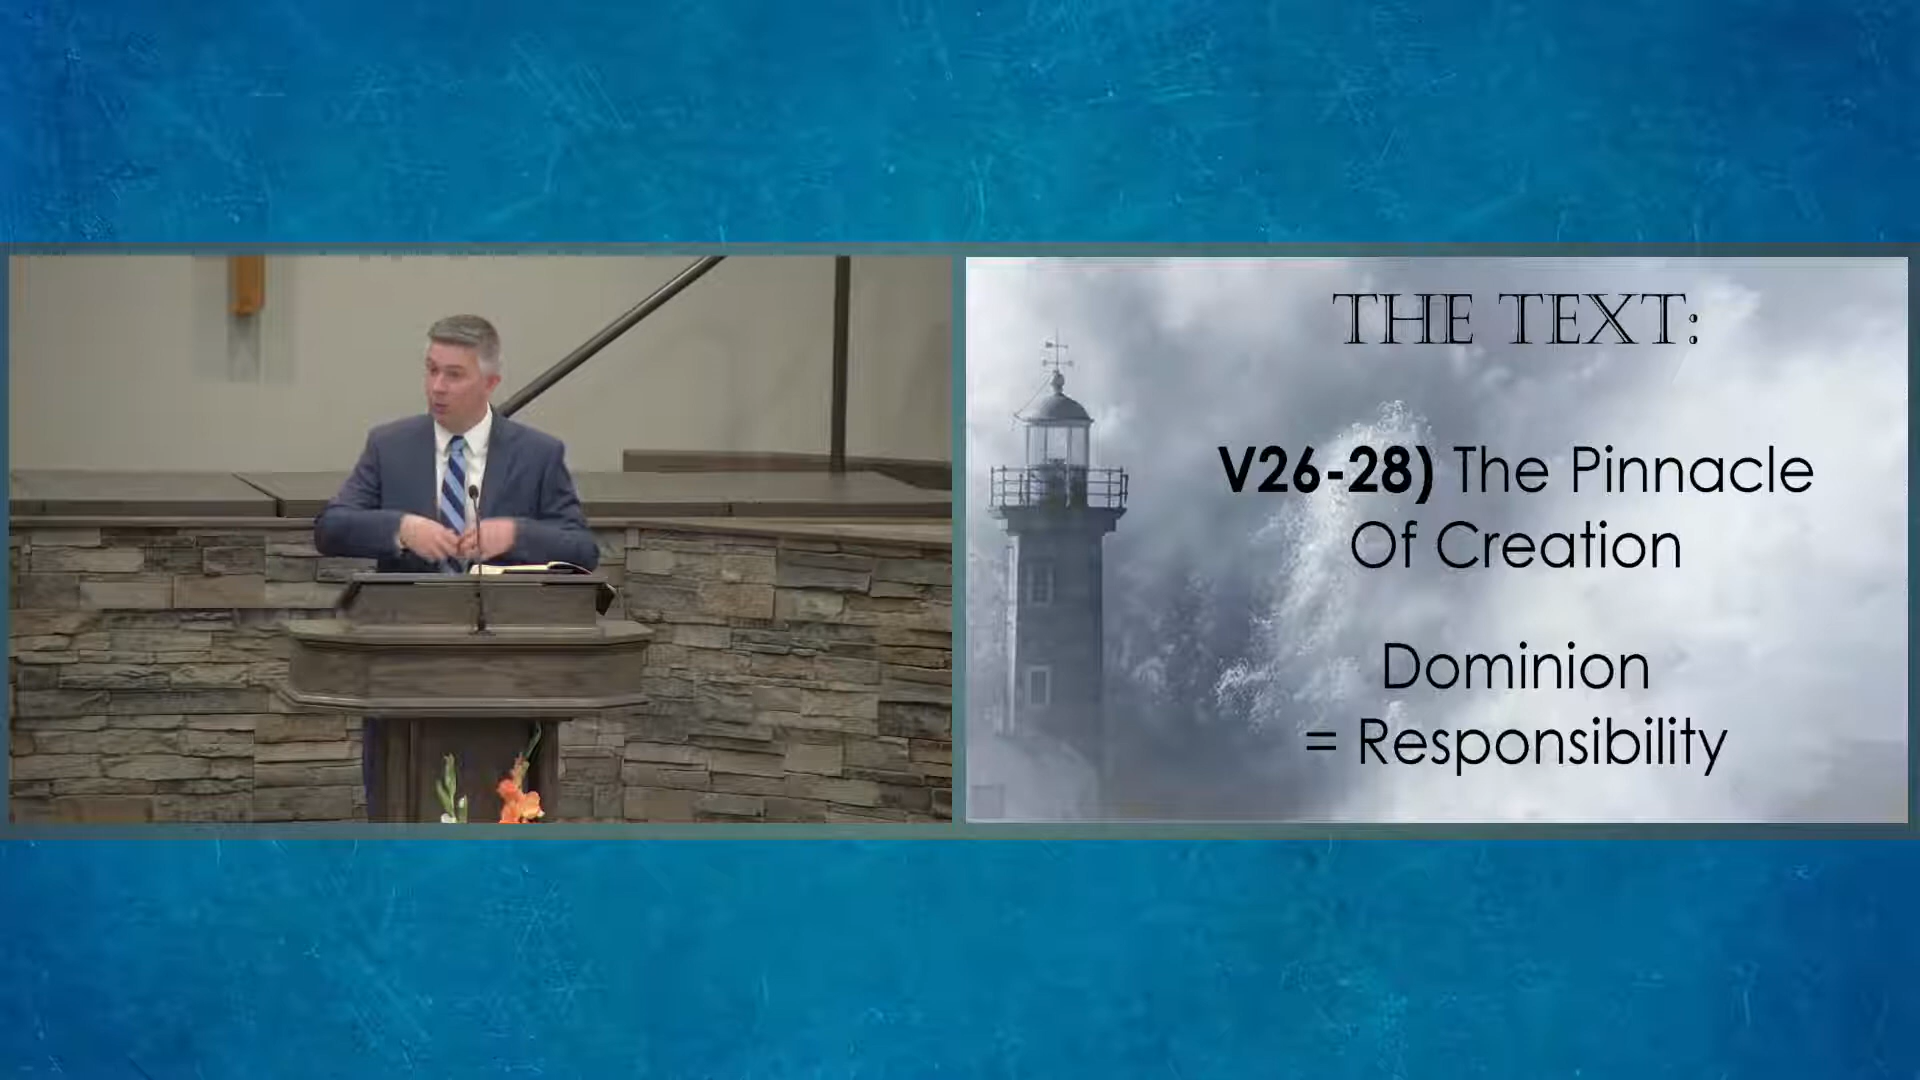 THE TEXT:
V26-28) The Pinnacle
Of Creation
Dominion
= Responsibility